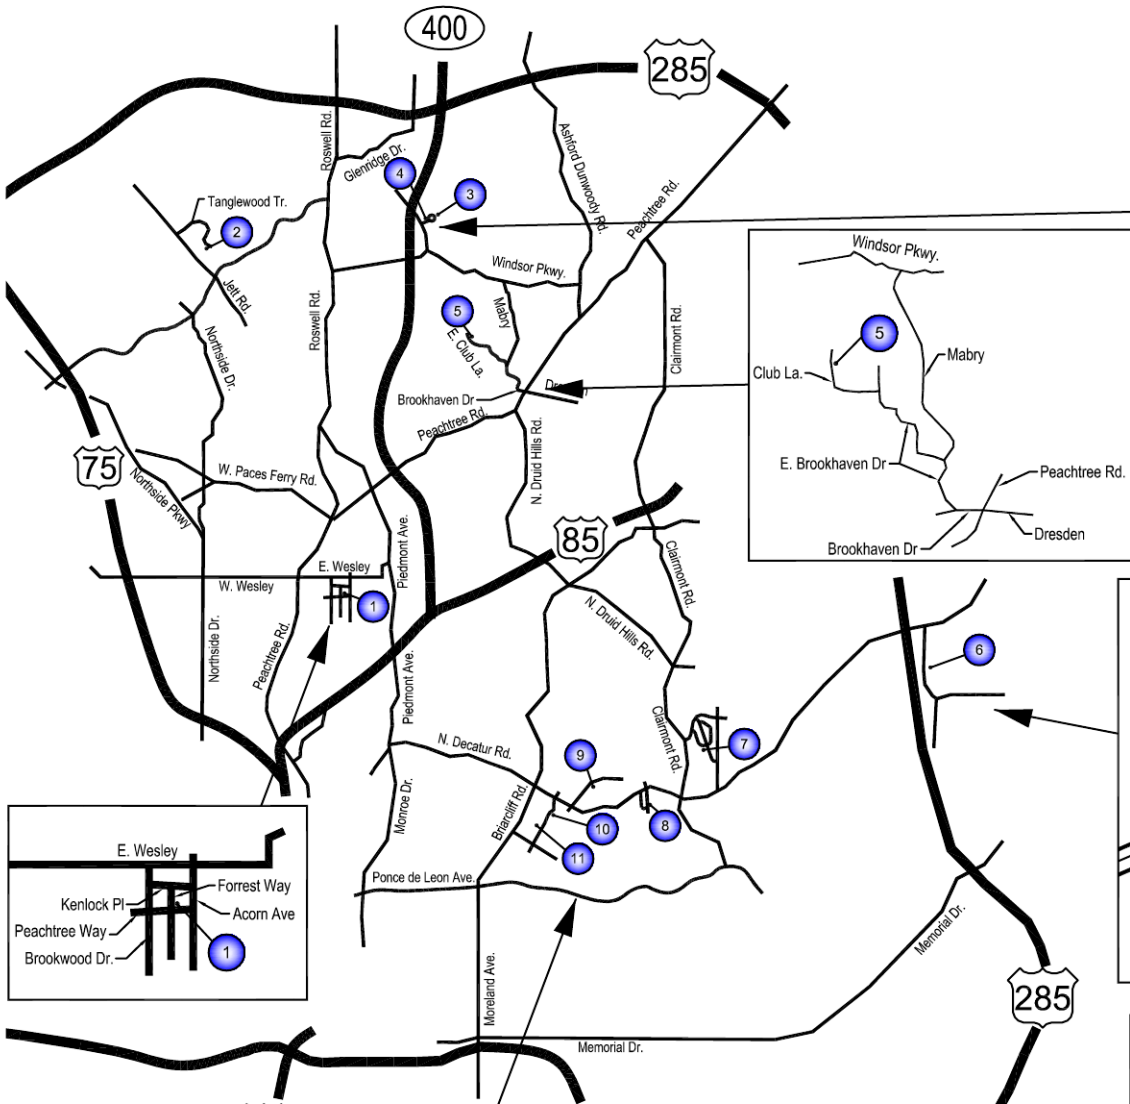 400
285
Roswell Rd.
Glenridge Dr.
Ashford Dunwoody Rd.
Peachtree Rd.
4
3
Tanglewood Tr.
2
Jett Rd.
Windsor Pkwy.
Mabry
Roswell Rd.
5
E. Club La.
Clairmont Rd.
Northside Dr.
Brookhaven Dr
Peachtree Rd.
N. Druid Hills Rd.
75
Northside Pkwy
W. Paces Ferry Rd.
Piedmont Ave.
85
E. Wesley
W. Wesley
1
Clairmont Rd.
N. Druid Hills Rd.
Northside Dr.
Peachtree Rd.
Piedmont Ave.
Clairmont Rd.
6
7
N. Decatur Rd.
9
Monroe Dr.
Briarcliff Rd.
10
8
11
Ponce de Leon Ave.
Memorial Dr.
Moreland Ave.
285
Memorial Dr.
Windsor Pkwy.
5
Mabry
Club La.
E. Brookhaven Dr
Peachtree Rd.
Dresden
Brookhaven Dr
E. Wesley
Forrest Way
Kenlock Pl
Acorn Ave
Peachtree Way
Brookwood Dr.
1